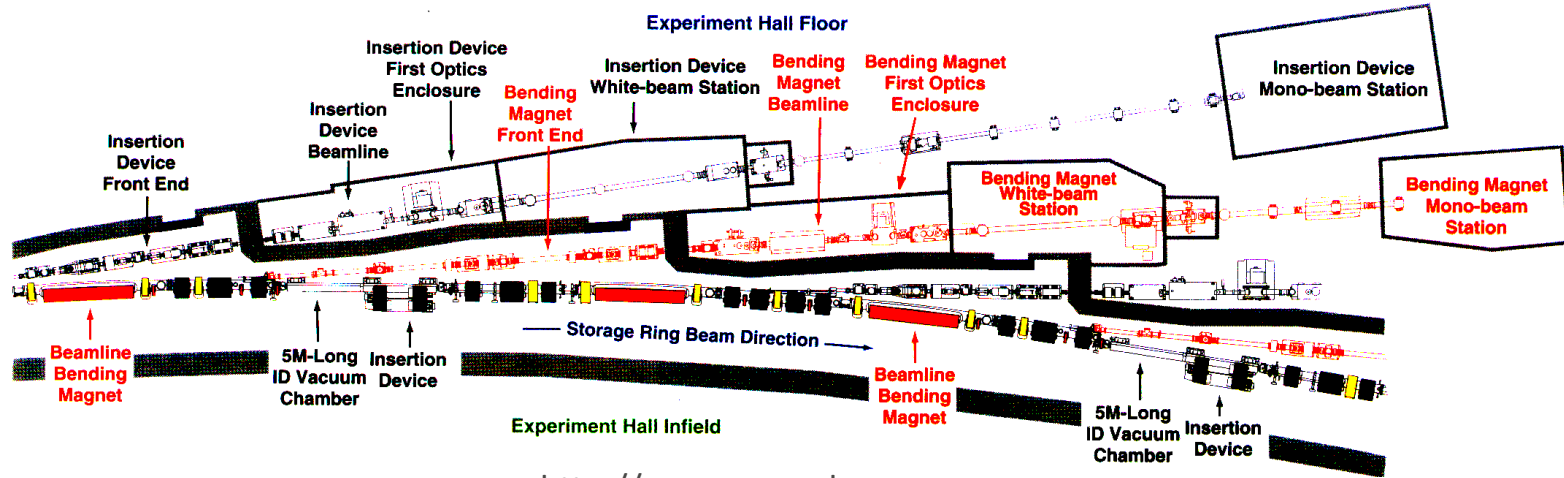 Experiment Hall Floor
Insertion Device
First Optics
Enclosure
Insertion Device
White-beam Station
Bending
Magnet
Beamline
Bending Magnet
First Optics
Enclosure
Insertion Device
Mono-beam Station
Bending
Magnet
Front End
Insertion
Device
Beamline
Insertion
Device
Front End
Bending Magnet
White-beam
Station
Bending Magnet
Mono-beam
Station
Storage Ring Beam Direction
Beamline
Bending
Magnet
5M-Long
ID Vacuum
Chamber
Insertion
Device
Beamline
Bending
Magnet
5M-Long
ID Vacuum
Chamber
Insertion
Device
Experiment Hall Infield